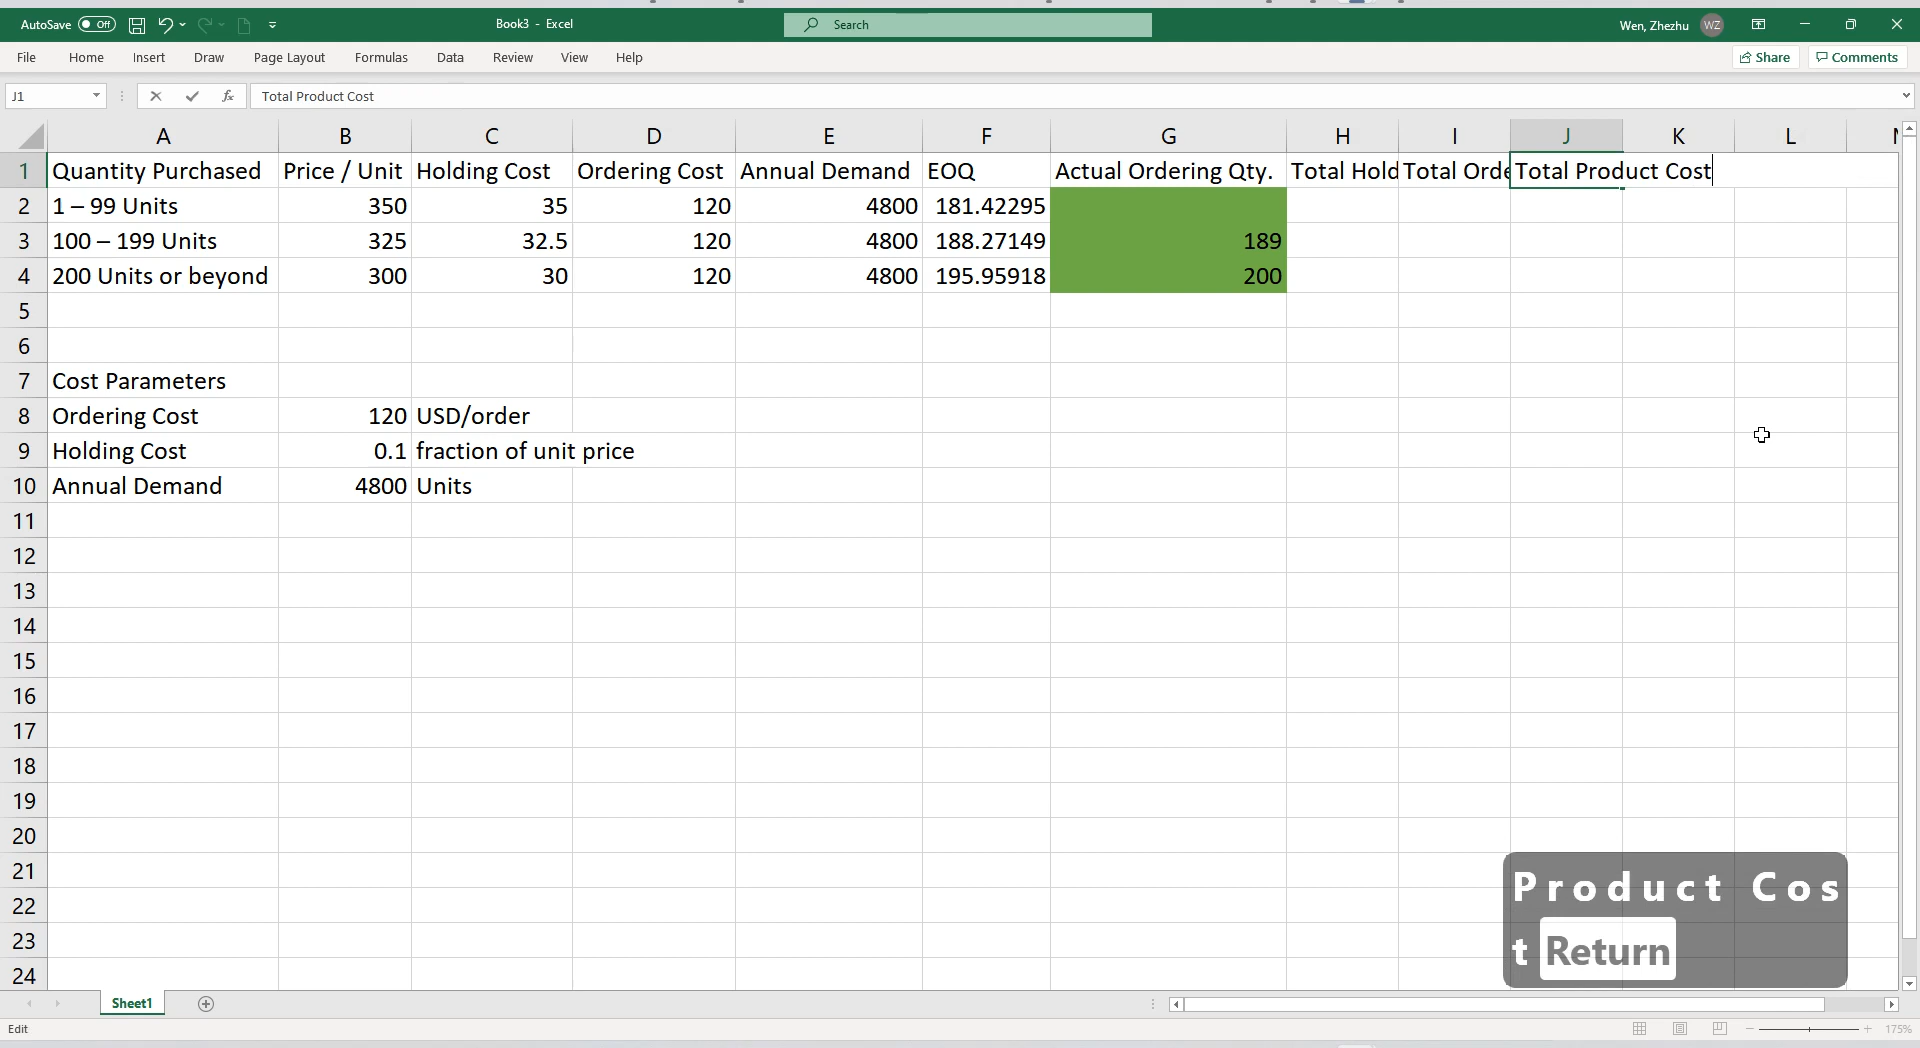 AutoSave Off Book3 - Excel Search Wen, Zhezhu WZ
File Home Insert Draw Page Layout Formulas Data Review View Help Share Comments
J1 fx Total Product Cost
A B C D E F G H I J K L
1 Quantity Purchased Price / Unit Holding Cost Ordering Cost Annual Demand EOQ Actual Ordering Qty. Total Hold Total Orde Total Product Cost
2 1 – 99 Units 350 35 120 4800 181.42295
3 100 – 199 Units 325 32.5 120 4800 188.27149 189
4 200 Units or beyond 300 30 120 4800 195.95918 200
5
6
7 Cost Parameters
8 Ordering Cost 120 USD/order
9 Holding Cost 0.1 fraction of unit price
10 Annual Demand 4800 Units
11
12
13
14
15
16
17
18
19
20
21
22
23
24
Product Cos
t Return
Sheet1
Edit 175%